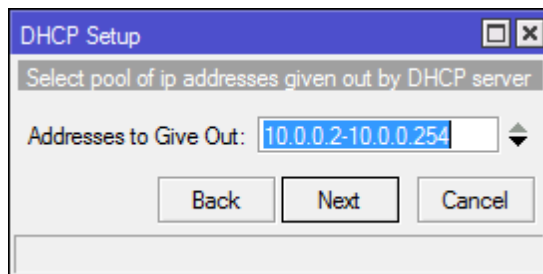 DHCP Setup
Select pool of ip addresses given out by DHCP server
Addresses to Give Out: 10.0.0.2-10.0.0.254
Back Next Cancel